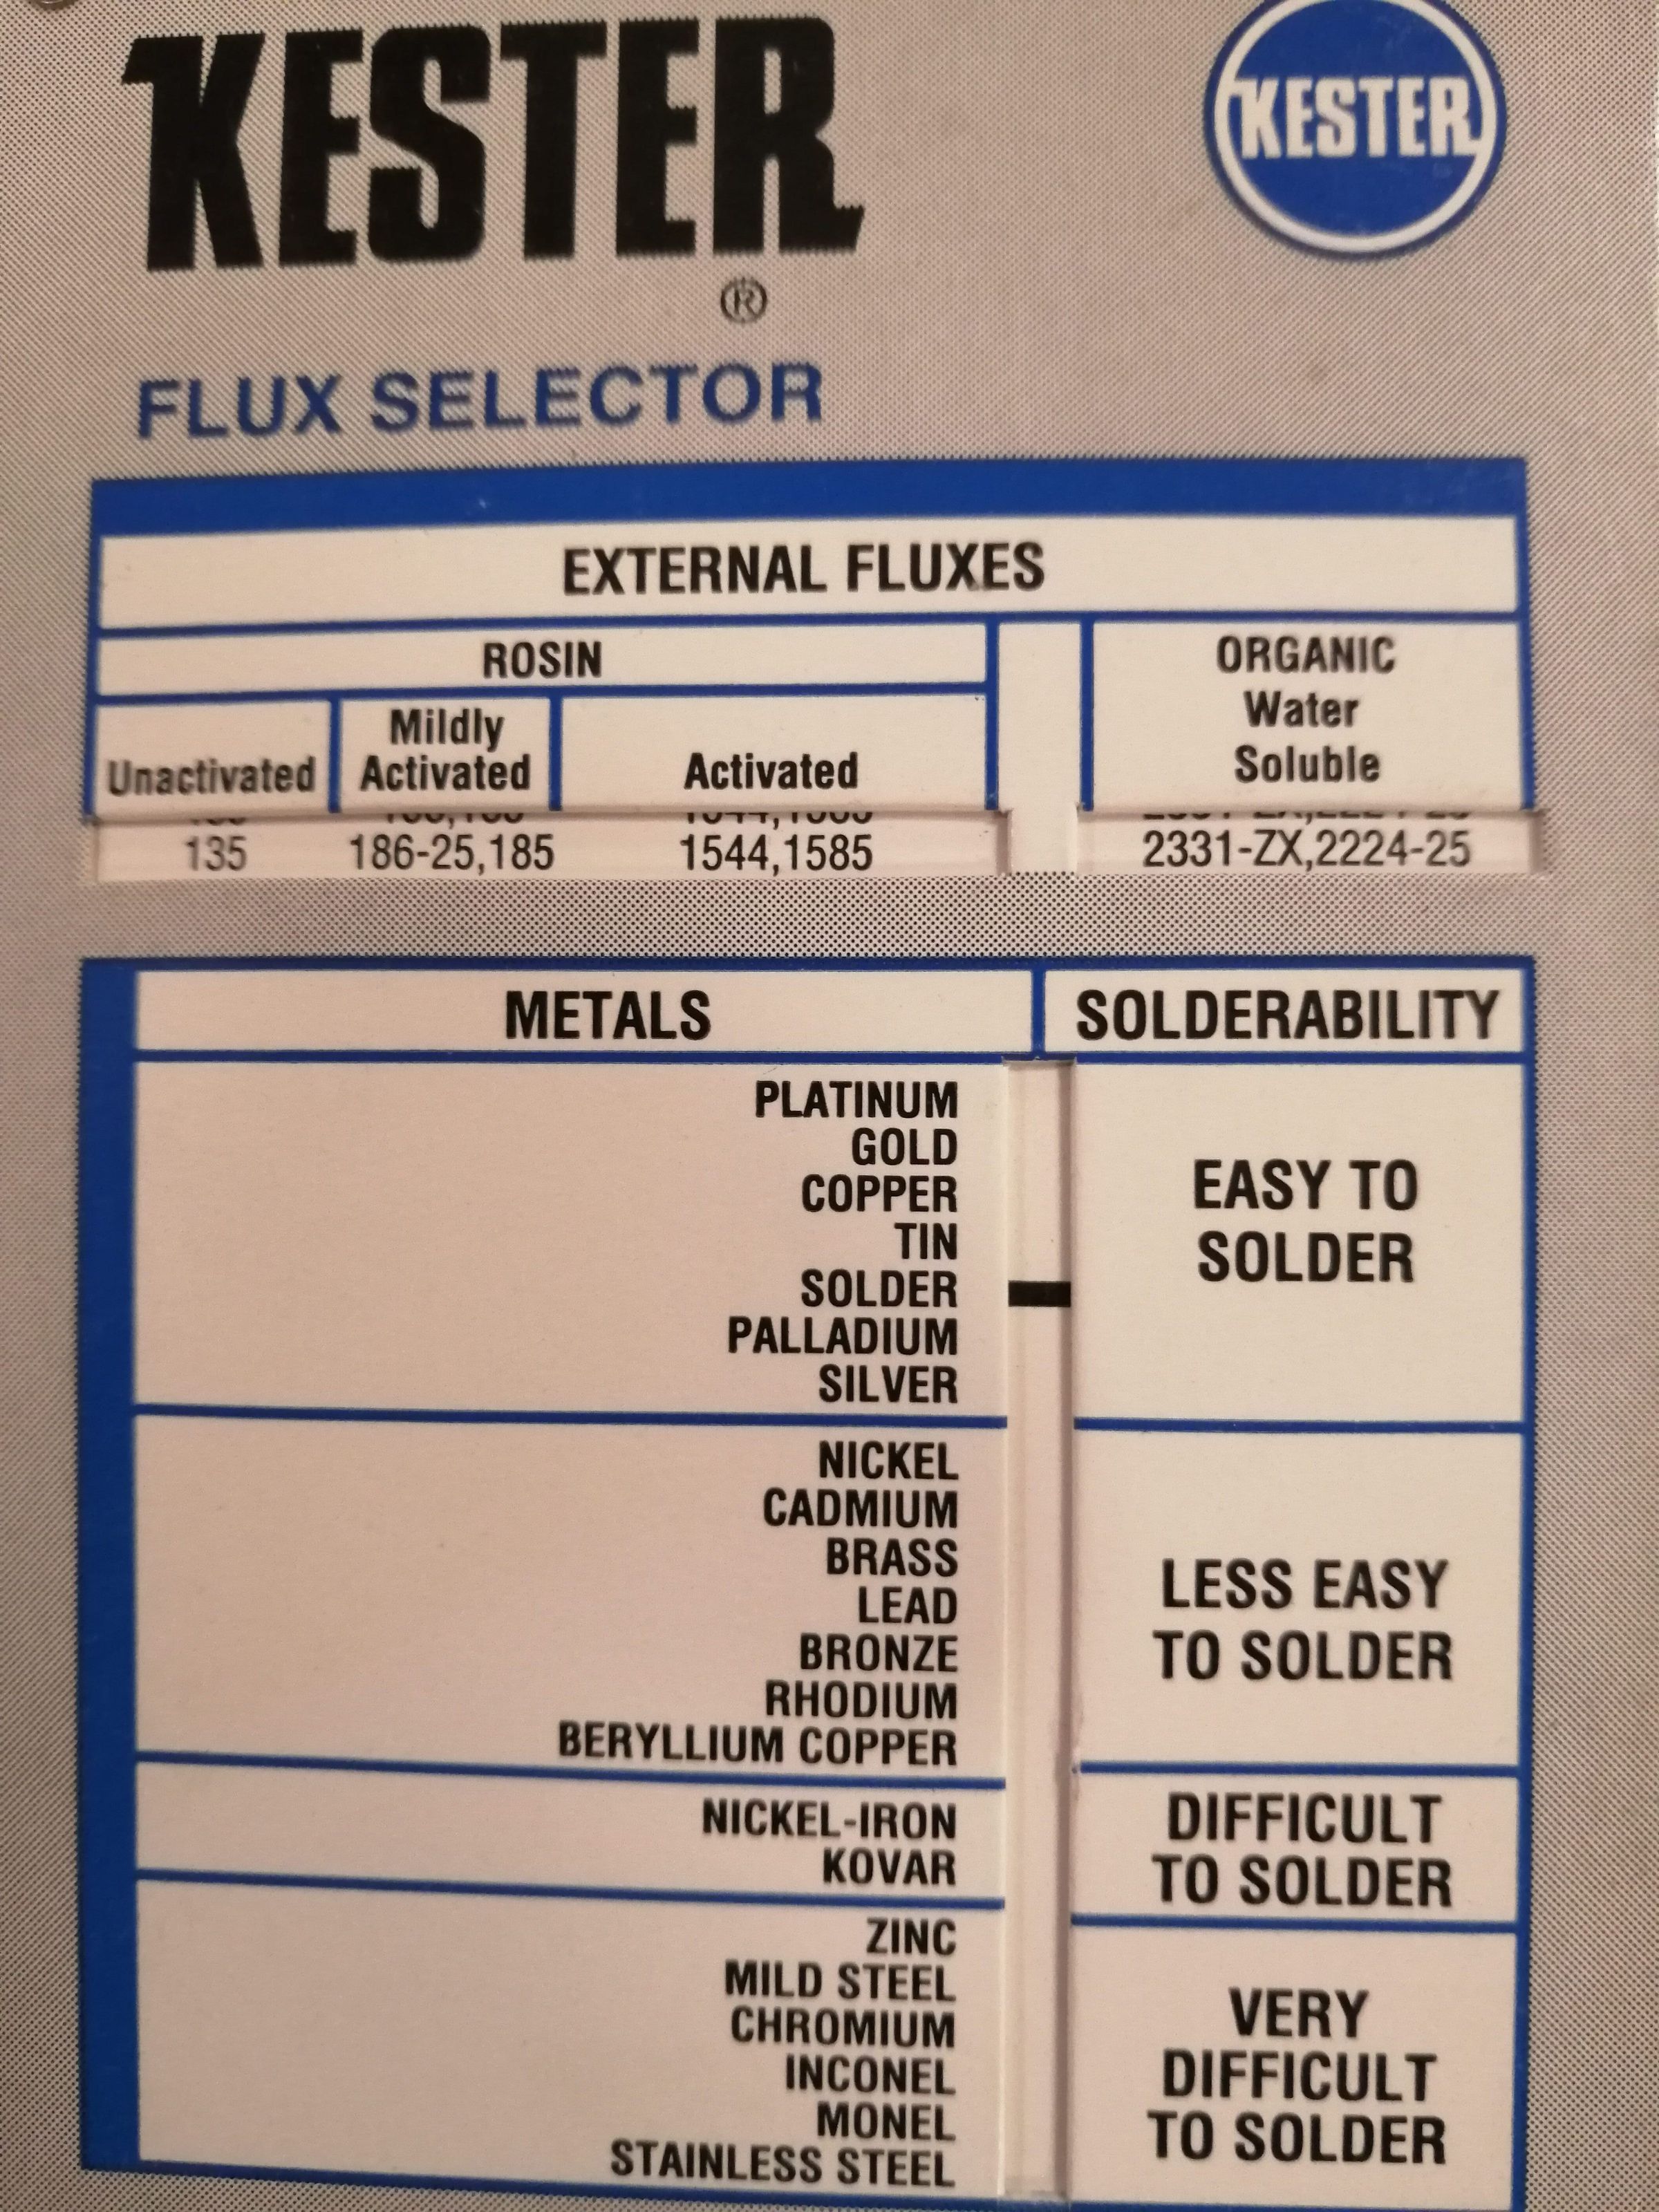 KESTER
®
KESTER
FLUX SELECTOR
EXTERNAL FLUXES
ROSIN
Unactivated
Mildly
Activated
Activated
ORGANIC
Water
Soluble
135
186-25,185
1544,1585
2331-ZX,2224-25
METALS
SOLDERABILITY
PLATINUM
GOLD
COPPER
TIN
SOLDER
PALLADIUM
SILVER
EASY TO
SOLDER
NICKEL
CADMIUM
BRASS
LEAD
BRONZE
RHODIUM
BERYLLIUM COPPER
LESS EASY
TO SOLDER
NICKEL-IRON
KOVAR
DIFFICULT
TO SOLDER
ZINC
MILD STEEL
CHROMIUM
INCONEL
MONEL
STAINLESS STEEL
VERY
DIFFICULT
TO SOLDER